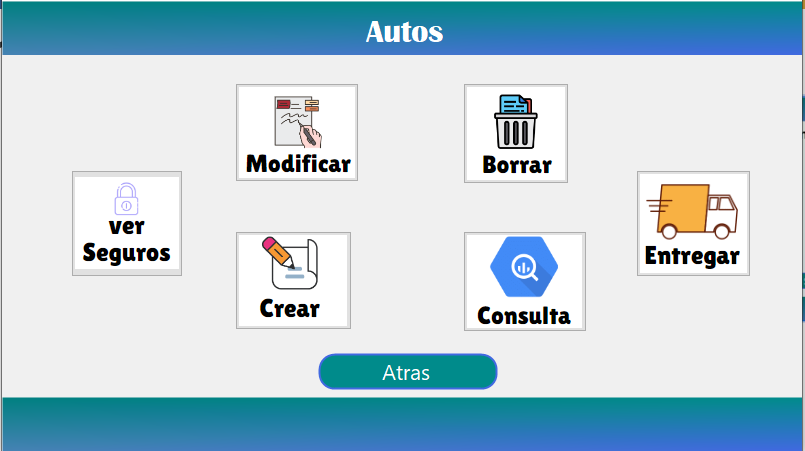 Autos
Modificar
Borrar
ver
Seguros
Entregar
Crear
Consulta
Atras